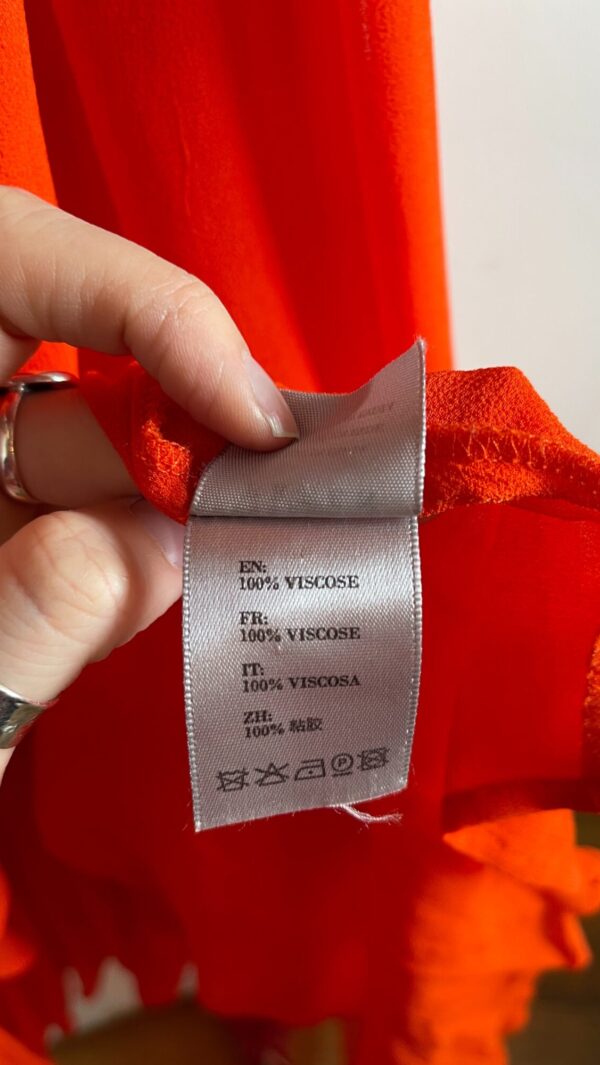 EN:
100% VISCOSE
FR:
100% VISCOSE
IT:
100% VISCOSA
ZH:
100% 粘胶